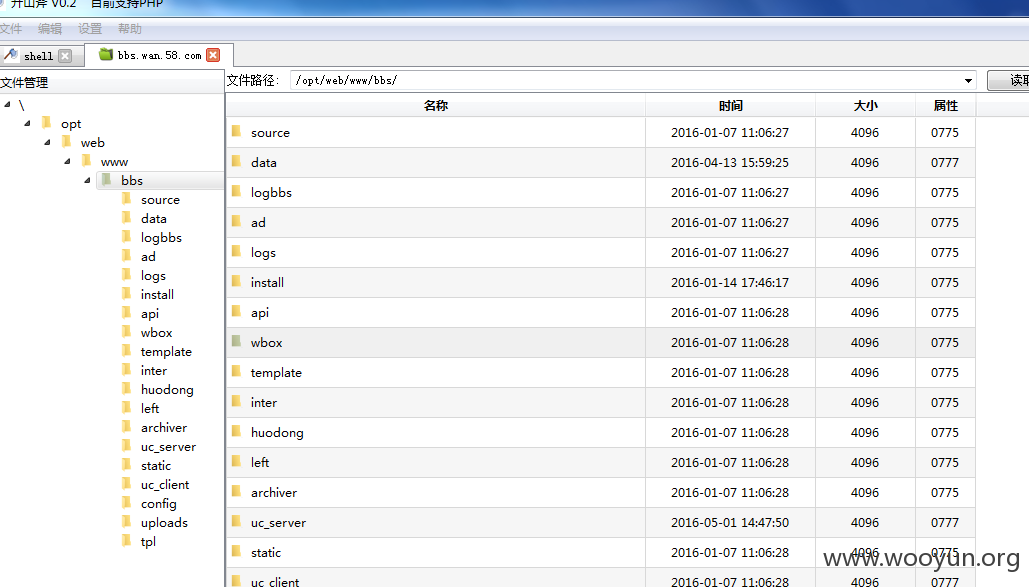 开山斧 V0.2 目前支持PHP
文件 编辑 设置 帮助
shell bbs.wan.58.com
文件管理
\
opt
web
www
bbs
source
data
logbbs
ad
logs
install
api
wbox
template
inter
huodong
left
archiver
uc_server
static
uc_client
config
uploads
tpl
文件路径: /opt/web/www/bbs/ 读取
名称 时间 大小 属性
source 2016-01-07 11:06:27 4096 0775
data 2016-04-13 15:59:25 4096 0777
logbbs 2016-01-07 11:06:27 4096 0775
ad 2016-01-07 11:06:27 4096 0775
logs 2016-01-07 11:06:27 4096 0775
install 2016-01-14 17:46:17 4096 0775
api 2016-01-07 11:06:28 4096 0775
wbox 2016-01-07 11:06:28 4096 0775
template 2016-01-07 11:06:28 4096 0775
inter 2016-01-07 11:06:28 4096 0775
huodong 2016-01-07 11:06:28 4096 0775
left 2016-01-07 11:06:28 4096 0775
archiver 2016-01-07 11:06:28 4096 0775
uc_server 2016-05-01 14:47:50 4096 0777
static 2016-01-07 11:06:28 4096 0775
uc_client 2016-01-07 11:06:28 4096 0777
www.wooyun.org